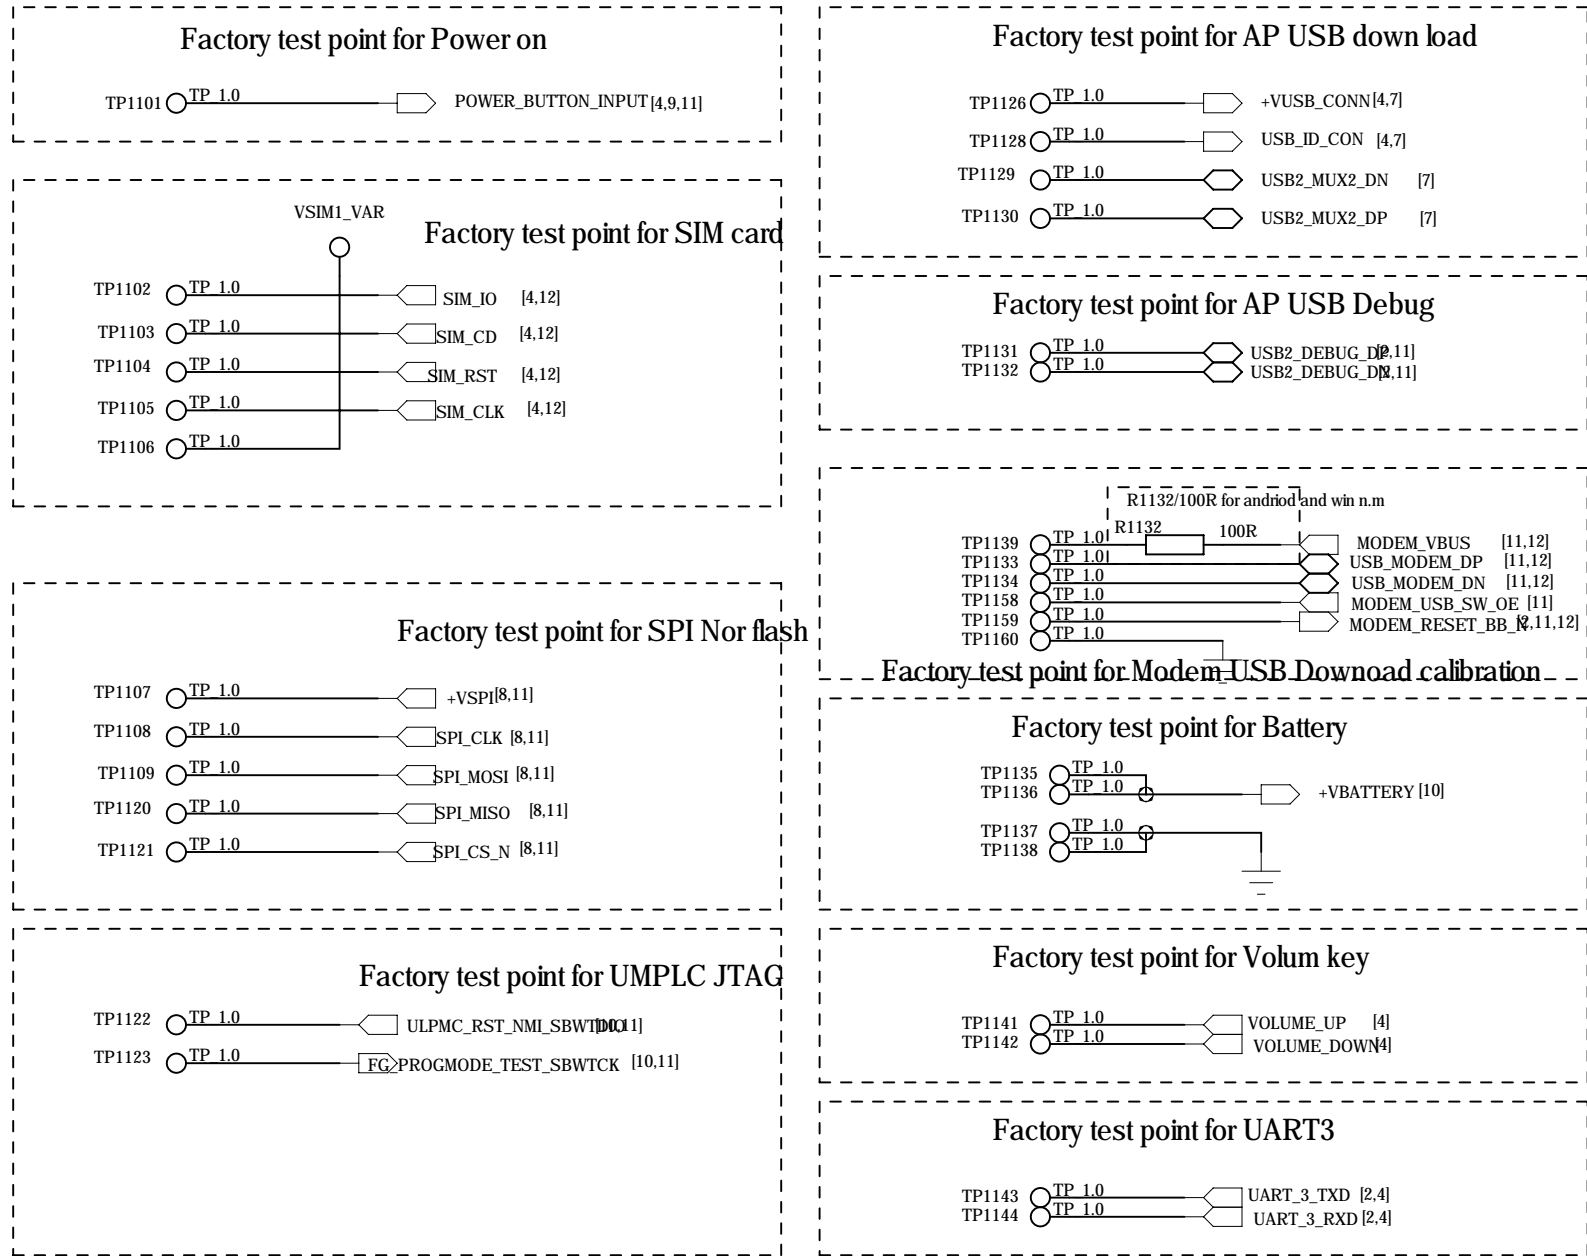 Factory test point for Power on
TP1101 TP_1.0 POWER_BUTTON_INPUT [4,9,11]
Factory test point for SIM card
VSIM1_VAR
TP1102 TP_1.0 SIM_IO [4,12]
TP1103 TP_1.0 SIM_CD [4,12]
TP1104 TP_1.0 SIM_RST [4,12]
TP1105 TP_1.0 SIM_CLK [4,12]
TP1106 TP_1.0
Factory test point for SPI Nor flash
TP1107 TP_1.0 +VSPI [8,11]
TP1108 TP_1.0 SPI_CLK [8,11]
TP1109 TP_1.0 SPI_MOSI [8,11]
TP1120 TP_1.0 SPI_MISO [8,11]
TP1121 TP_1.0 SPI_CS_N [8,11]
Factory test point for UMPLC JTAG
TP1122 TP_1.0 ULPMC_RST_NMI_SBWTDIO [10,11]
TP1123 TP_1.0 FG_PROGMODE_TEST_SBWTCK [10,11]
Factory test point for AP USB down load
TP1126 TP_1.0 +VUSB_CONN [4,7]
TP1128 TP_1.0 USB_ID_CON [4,7]
TP1129 TP_1.0 USB2_MUX2_DN [7]
TP1130 TP_1.0 USB2_MUX2_DP [7]
Factory test point for AP USB Debug
TP1131 TP_1.0 USB2_DEBUG_DP [2,11]
TP1132 TP_1.0 USB2_DEBUG_DN [2,11]
R1132/100R for andriod and win n.m
R1132 100R
TP1139 TP_1.0 MODEM_VBUS [11,12]
TP1133 TP_1.0 USB_MODEM_DP [11,12]
TP1134 TP_1.0 USB_MODEM_DN [11,12]
TP1158 TP_1.0 MODEM_USB_SW_OE [11]
TP1159 TP_1.0 MODEM_RESET_BB_N [2,11,12]
TP1160 TP_1.0
Factory test point for Modem USB Downoad calibration
Factory test point for Battery
TP1135 TP_1.0
TP1136 TP_1.0 +VBATTERY [10]
TP1137 TP_1.0
TP1138 TP_1.0
Factory test point for Volum key
TP1141 TP_1.0 VOLUME_UP [4]
TP1142 TP_1.0 VOLUME_DOWN [4]
Factory test point for UART3
TP1143 TP_1.0 UART_3_TXD [2,4]
TP1144 TP_1.0 UART_3_RXD [2,4]